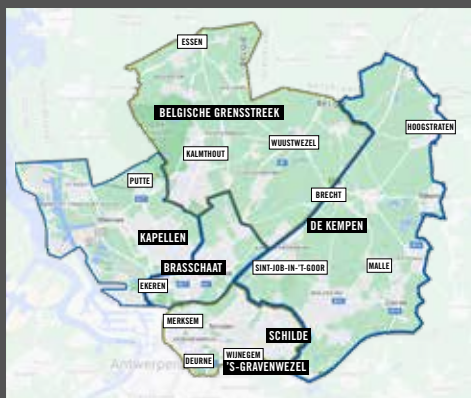 ESSEN
BELGISCHE GRENSSTREEK
HOOGSTRATEN
WUUSTWEZEL
KALMTHOUT
PUTTE
BRECHT
DE KEMPEN
KAPELLEN
BRASSCHAAT
SINT-JOB-IN-'T-GOOR
MALLE
EKEREN
MERKSEM
SCHILDE
WIJNEGEM
DEURNE
'S-GRAVENWEZEL
Antwerpen